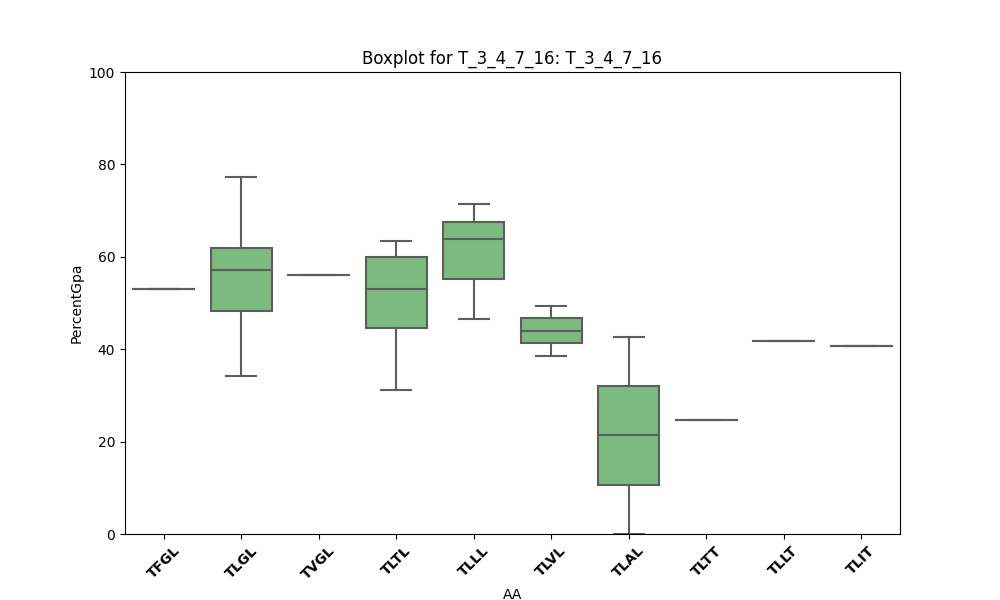 Boxplot for T_3_4_7_16: T_3_4_7_16
PercentGpa
100
80
60
40
20
0
TFGL TLGL TVGL TLTL TLLL TLVL TLAL TLTT TLLT TLIT
AA